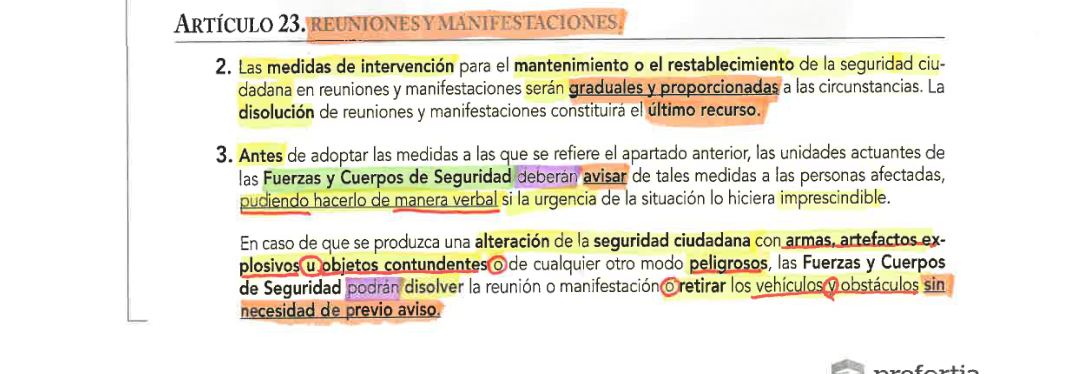 ARTÍCULO 23. REUNIONES Y MANIFESTACIONES.
2. Las medidas de intervención para el mantenimiento o el restablecimiento de la seguridad ciu-
dadana en reuniones y manifestaciones serán graduales y proporcionadas a las circunstancias. La
disolución de reuniones y manifestaciones constituirá el último recurso.
3. Antes de adoptar las medidas a las que se refiere el apartado anterior, las unidades actuantes de
las Fuerzas y Cuerpos de Seguridad deberán avisar de tales medidas a las personas afectadas,
pudiendo hacerlo de manera verbal si la urgencia de la situación lo hiciera imprescindible.
En caso de que se produzca una alteración de la seguridad ciudadana con armas, artefactos ex-
plosivos u objetos contundentes o de cualquier otro modo peligrosos, las Fuerzas y Cuerpos
de Seguridad podrán disolver la reunión o manifestación o retirar los vehículos y obstáculos sin
necesidad de previo aviso.